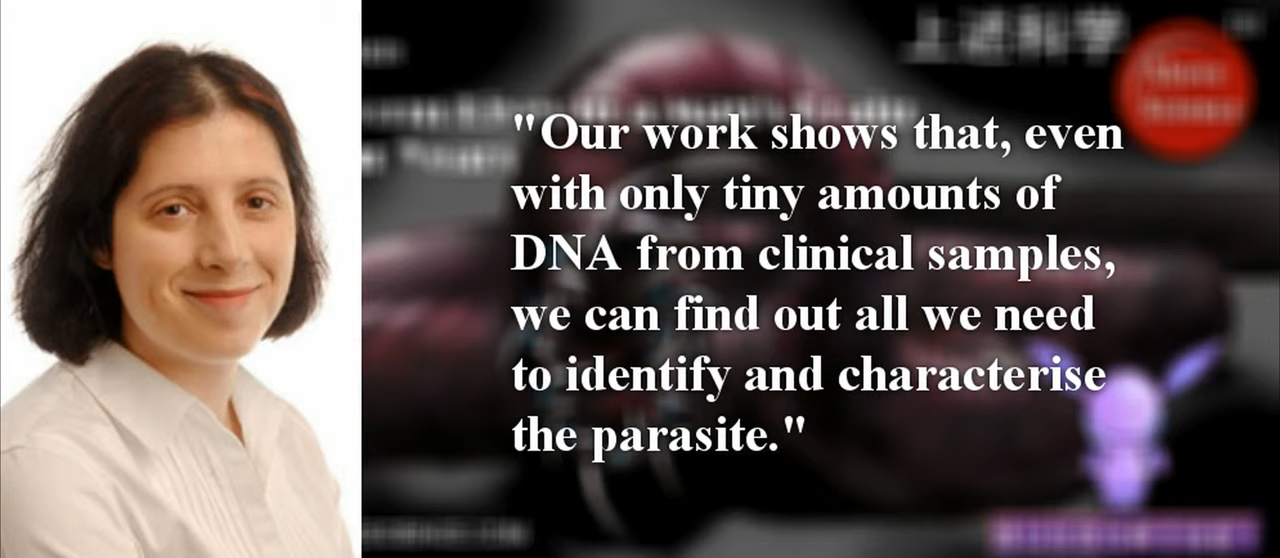 "Our work shows that, even
with only tiny amounts of
DNA from clinical samples,
we can find out all we need
to identify and characterise
the parasite."